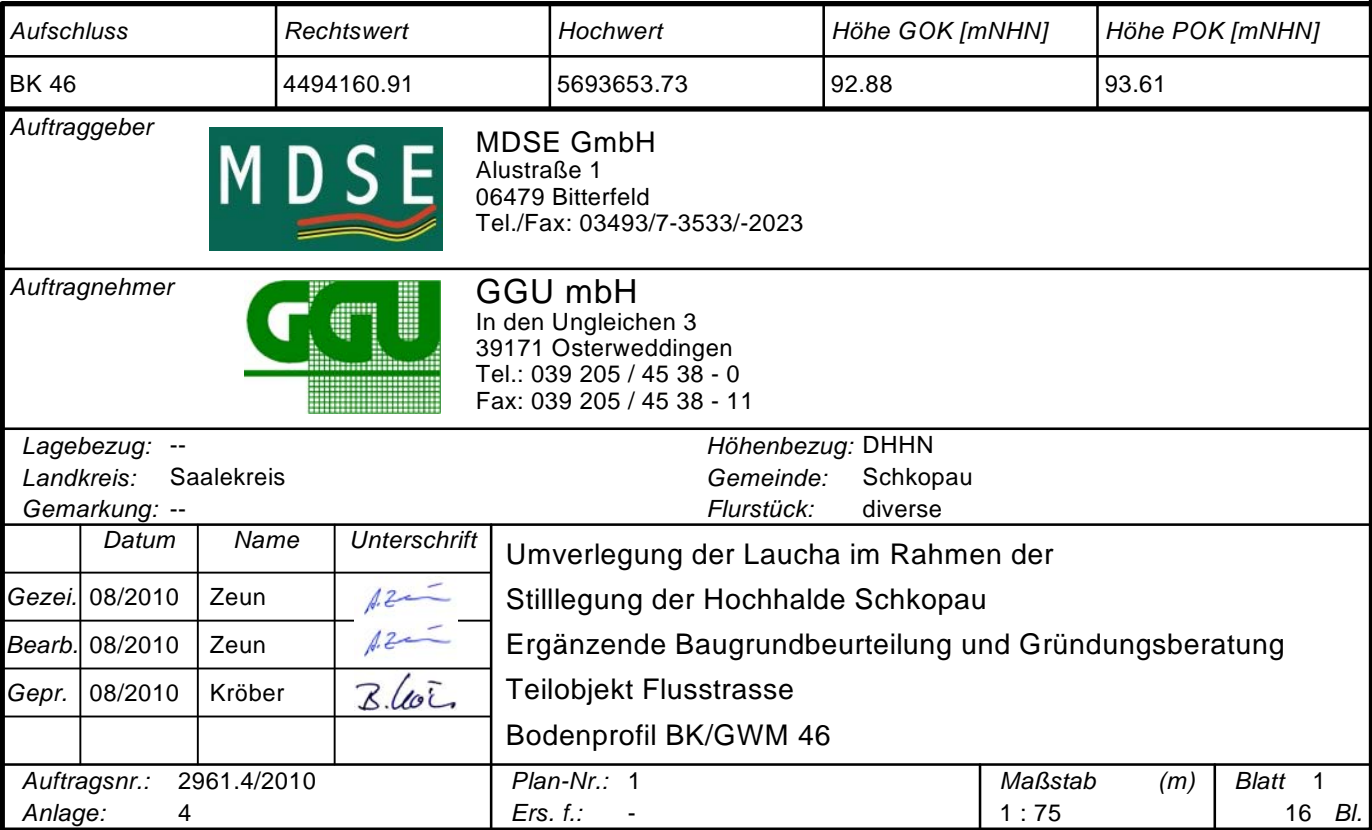 Aufschluss Rechtswert Hochwert Höhe GOK [mNHN] Höhe POK [mNHN]
BK 46 4494160.91 5693653.73 92.88 93.61
Auftraggeber
MDSE
MDSE GmbH
Alustraße 1
06479 Bitterfeld
Tel./Fax: 03493/7-3533/-2023
Auftragnehmer
GGU
GGU mbH
In den Ungleichen 3
39171 Osterweddingen
Tel.: 039 205 / 45 38 - 0
Fax: 039 205 / 45 38 - 11
Lagebezug: -- Höhenbezug: DHHN
Landkreis: Saalekreis Gemeinde: Schkopau
Gemarkung: -- Flurstück: diverse
Datum Name Unterschrift
Gezei. 08/2010 Zeun
Bearb. 08/2010 Zeun
Gepr. 08/2010 Kröber
Umverlegung der Laucha im Rahmen der
Stilllegung der Hochhalde Schkopau
Ergänzende Baugrundbeurteilung und Gründungsberatung
Teilobjekt Flusstrasse
Bodenprofil BK/GWM 46
Auftragsnr.: 2961.4/2010 Plan-Nr.: 1 Maßstab (m) Blatt 1
Anlage: 4 Ers. f.: - 1 : 75 16 Bl.